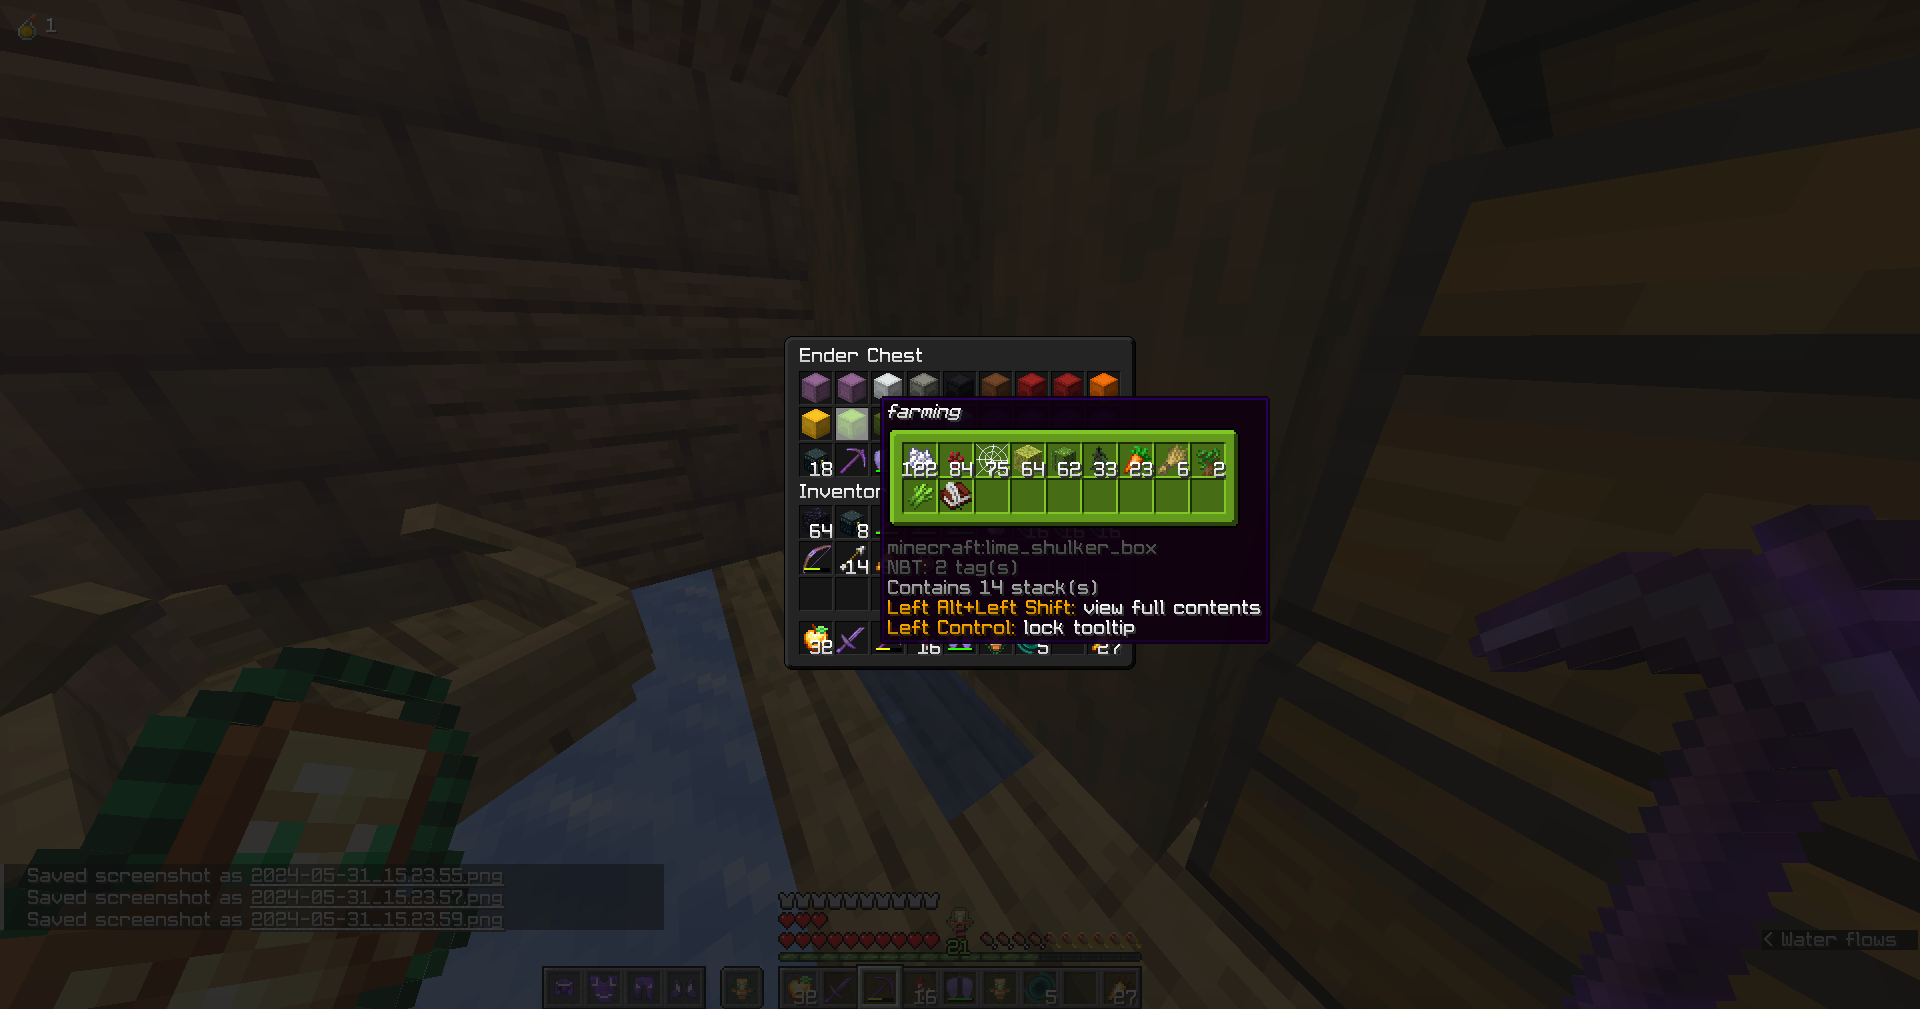 1
Ender Chest
farming
122 84 75 64 62 33 23 6 2
18
Inventor
64 8
+14
minecraft:lime_shulker_box
NBT: 2 tag(s)
Contains 14 stack(s)
Left Alt+Left Shift: view full contents
Left Control: lock tooltip
32 16 5 27
Saved screenshot as 2024-05-31_15.23.55.png
Saved screenshot as 2024-05-31_15.23.57.png
Saved screenshot as 2024-05-31_15.23.59.png
21
< Water flows
32 16 5 27